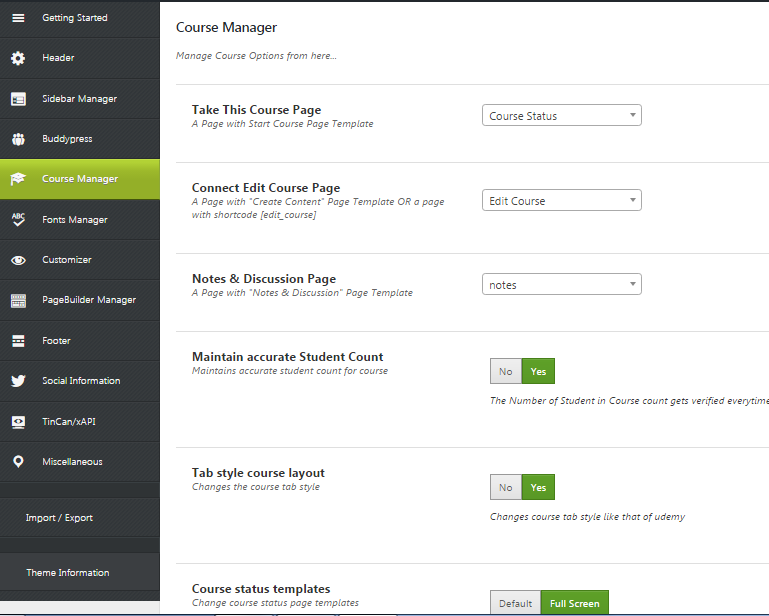 Getting Started
Header
Sidebar Manager
Buddypress
Course Manager
ABC
Fonts Manager
Customizer
PageBuilder Manager
Footer
Social Information
TinCan/xAPI
Miscellaneous
Import / Export
Theme Information
Course Manager
Manage Course Options from here...
Take This Course Page
A Page with Start Course Page Template
Course Status
Connect Edit Course Page
A Page with "Create Content" Page Template OR a page
with shortcode [edit_course]
Edit Course
Notes & Discussion Page
A Page with "Notes & Discussion" Page Template
notes
Maintain accurate Student Count
Maintains accurate student count for course
No Yes
The Number of Student in Course count gets verified everytime
Tab style course layout
Changes the course tab style
No Yes
Changes course tab style like that of udemy
Course status templates
Change course status page templates
Default Full Screen